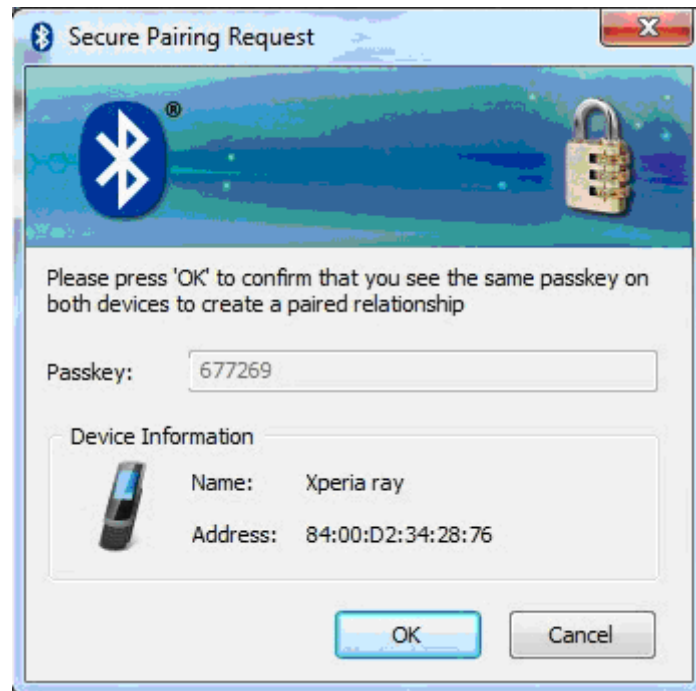 Secure Pairing Request
®
Please press 'OK' to confirm that you see the same passkey on
both devices to create a paired relationship
Passkey: 677269
Device Information
Name: Xperia ray
Address: 84:00:D2:34:28:76
OK Cancel